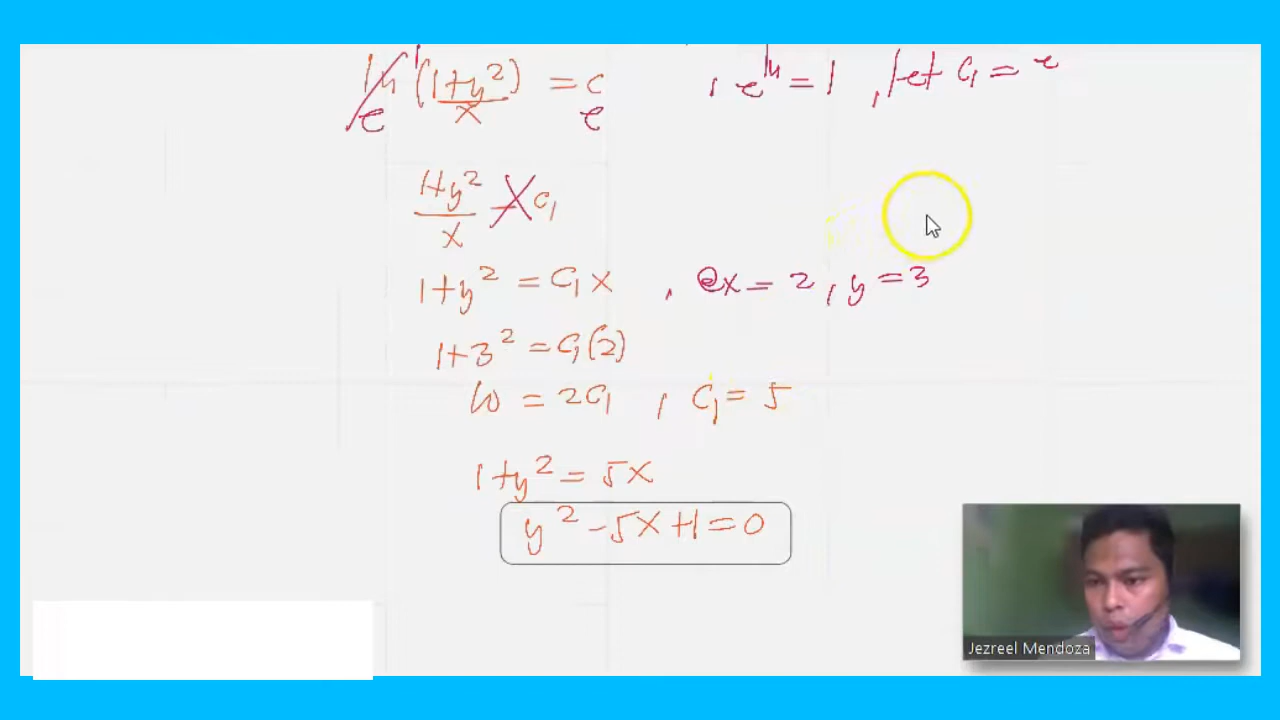 ln (1+y²)/x = c , e^ln = 1 , let C₁ = e
e e
1+y²/x = C₁
1+y² = C₁x , @x = 2, y = 3
1+3² = C₁(2)
10 = 2C₁ , C₁ = 5
1+y² = 5x
y² - 5x + 1 = 0
Jezreel Mendoza